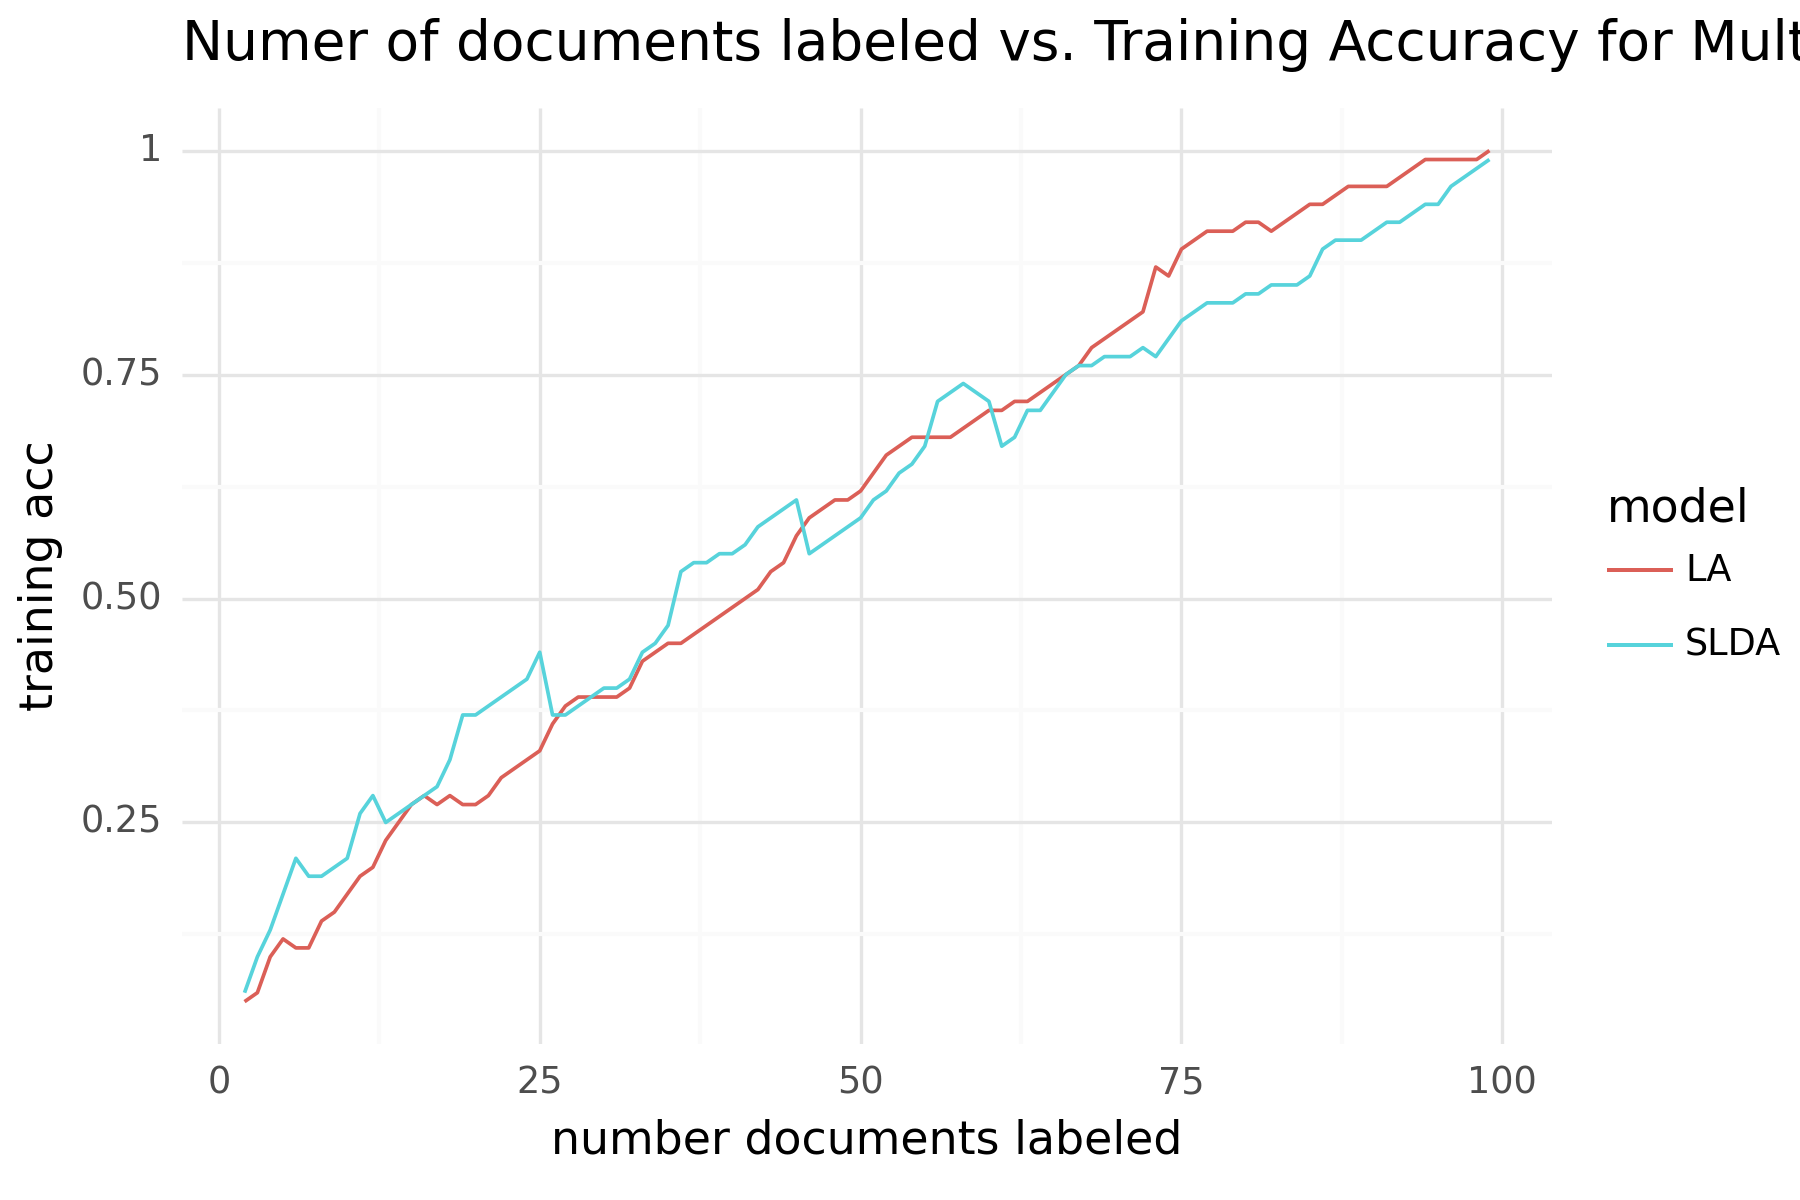 Numer of documents labeled vs. Training Accuracy for Mult
1
0.75
0.50
0.25
training acc
0
25
50
75
100
number documents labeled
model
LA
SLDA